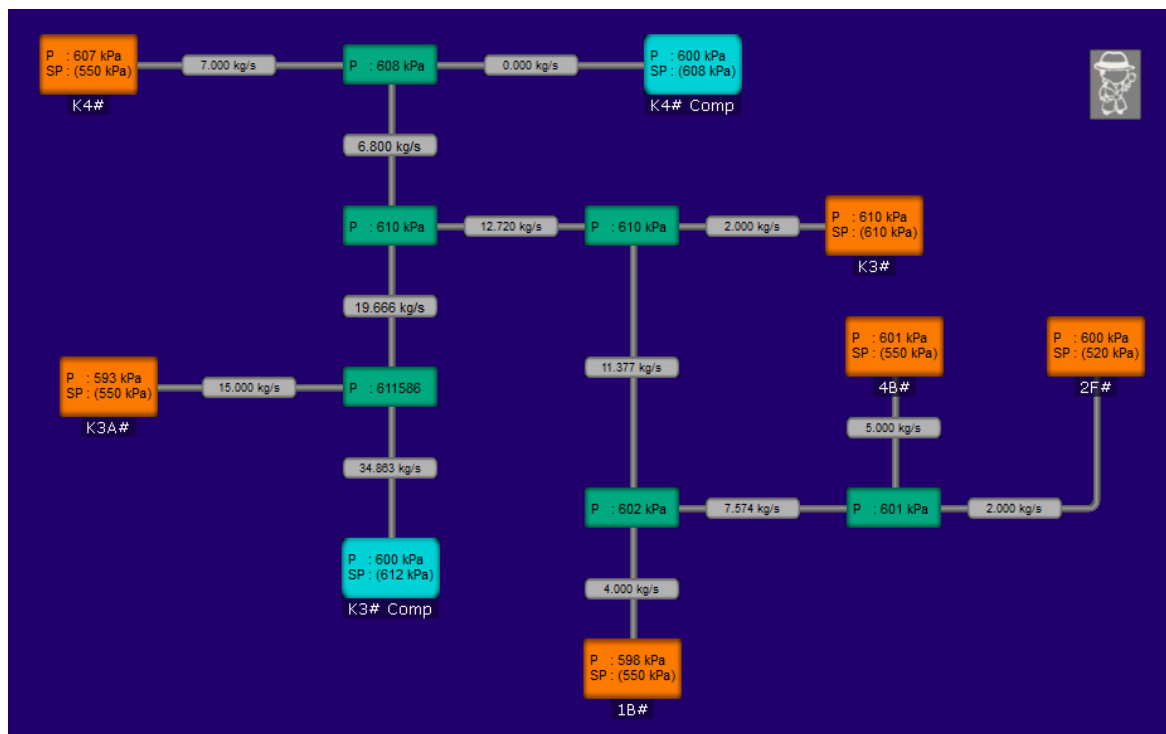 P : 607 kPa
SP : (550 kPa)
K4#
7.000 kg/s
P : 608 kPa
0.000 kg/s
P : 600 kPa
SP : (608 kPa)
K4# Comp
6.800 kg/s
P : 610 kPa
12.720 kg/s
P : 610 kPa
2.000 kg/s
P : 610 kPa
SP : (610 kPa)
K3#
19.666 kg/s
P : 593 kPa
SP : (550 kPa)
K3A#
15.000 kg/s
P : 611586
11.377 kg/s
P : 601 kPa
SP : (550 kPa)
4B#
P : 600 kPa
SP : (520 kPa)
2F#
5.000 kg/s
34.863 kg/s
P : 602 kPa
7.574 kg/s
P : 601 kPa
2.000 kg/s
P : 600 kPa
SP : (612 kPa)
K3# Comp
4.000 kg/s
P : 598 kPa
SP : (550 kPa)
1B#